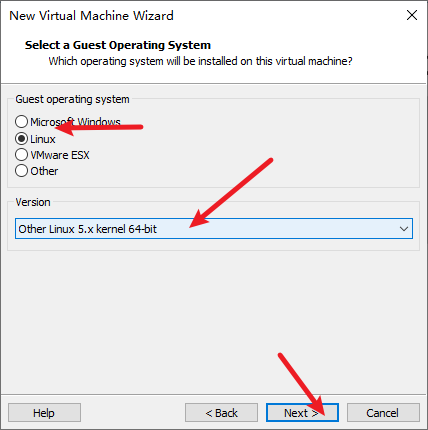 New Virtual Machine Wizard
Select a Guest Operating System
Which operating system will be installed on this virtual machine?
Guest operating system
Microsoft Windows
Linux
VMware ESX
Other
Version
Other Linux 5.x kernel 64-bit
Help
< Back
Next >
Cancel